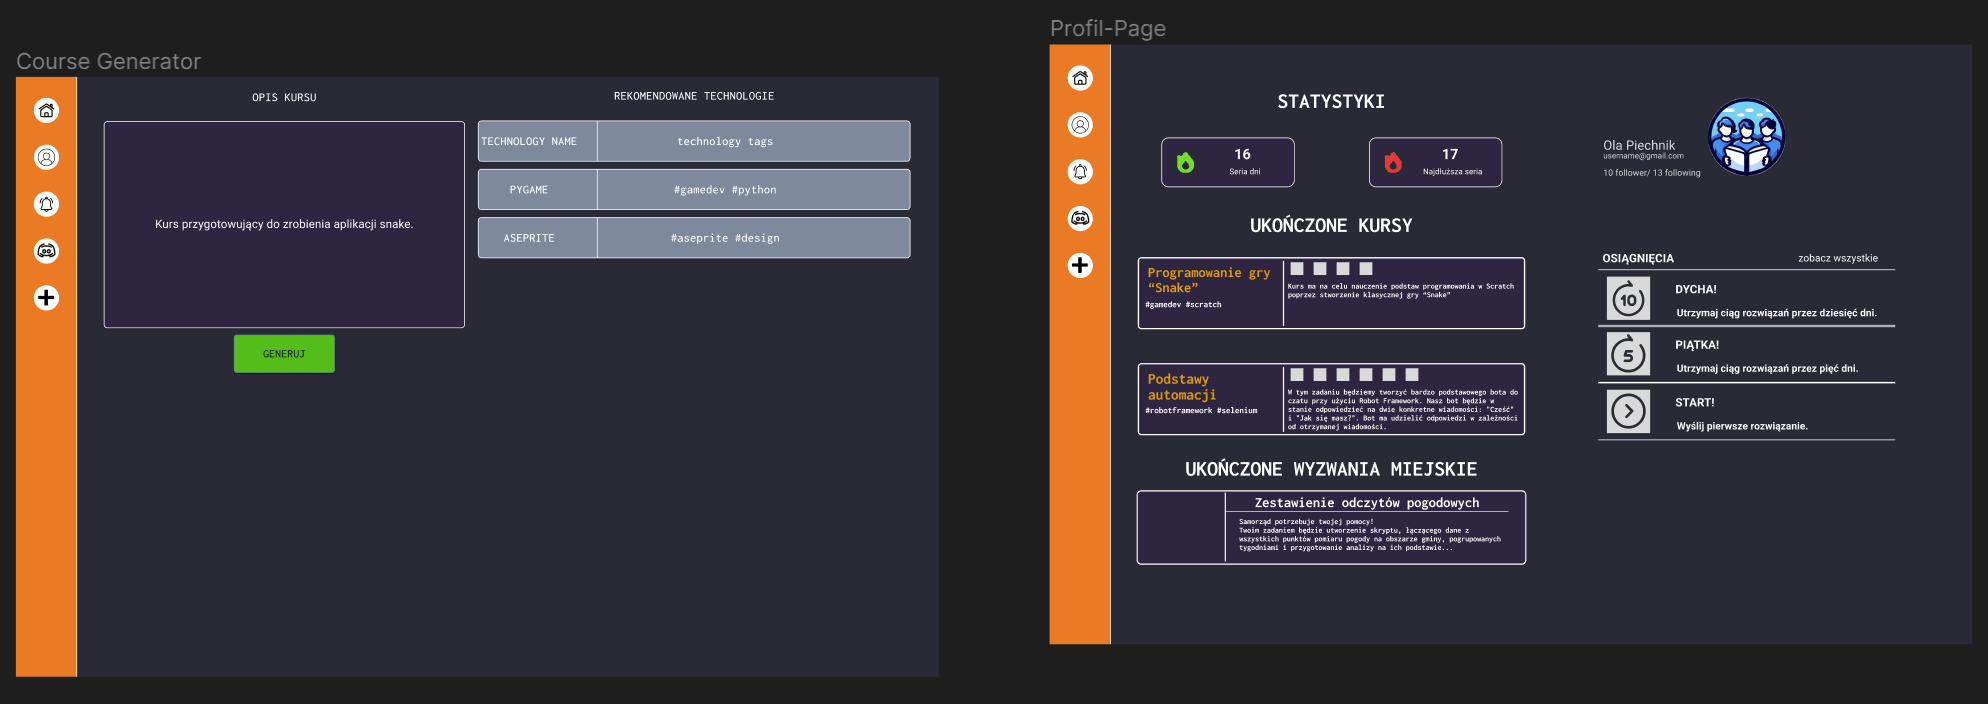 Course Generator
OPIS KURSU
Kurs przygotowujący do zrobienia aplikacji snake.
GENERUJ
REKOMENDOWANE TECHNOLOGIE
TECHNOLOGY NAME
technology tags
PYGAME
#gamedev #python
ASEPRITE
#aseprite #design
Profil-Page
STATYSTYKI
16
Seria dni
17
Najdłuższa seria
UKOŃCZONE KURSY
Programowanie gry
“Snake”
#gamedev #scratch
Kurs ma na celu nauczenie podstaw programowania w Scratch
poprzez stworzenie klasycznej gry “Snake”
Podstawy
automacji
#robotframework #selenium
W tym zadaniu będziemy tworzyć bardzo podstawowego bota do
czatu przy użyciu Robot Framework. Nasz bot będzie w
stanie odpowiedzieć na dwie konkretne wiadomości: "Cześć"
i "Jak się masz?". Bot ma udzielić odpowiedzi w zależności
od otrzymanej wiadomości.
UKOŃCZONE WYZWANIA MIEJSKIE
Zestawienie odczytów pogodowych
Samorząd potrzebuje twojej pomocy!
Twoim zadaniem będzie utworzenie skryptu, łączącego dane z
wszystkich punktów pomiaru pogody na obszarze gminy, pogrupowanych
tygodniami i przygotowanie analizy na ich podstawie...
Ola Piechnik
username@gmail.com
10 follower/ 13 following
OSIĄGNIĘCIA
zobacz wszystkie
10
DYCHA!
Utrzymaj ciąg rozwiązań przez dziesięć dni.
5
PIĄTKA!
Utrzymaj ciąg rozwiązań przez pięć dni.
START!
Wyślij pierwsze rozwiązanie.